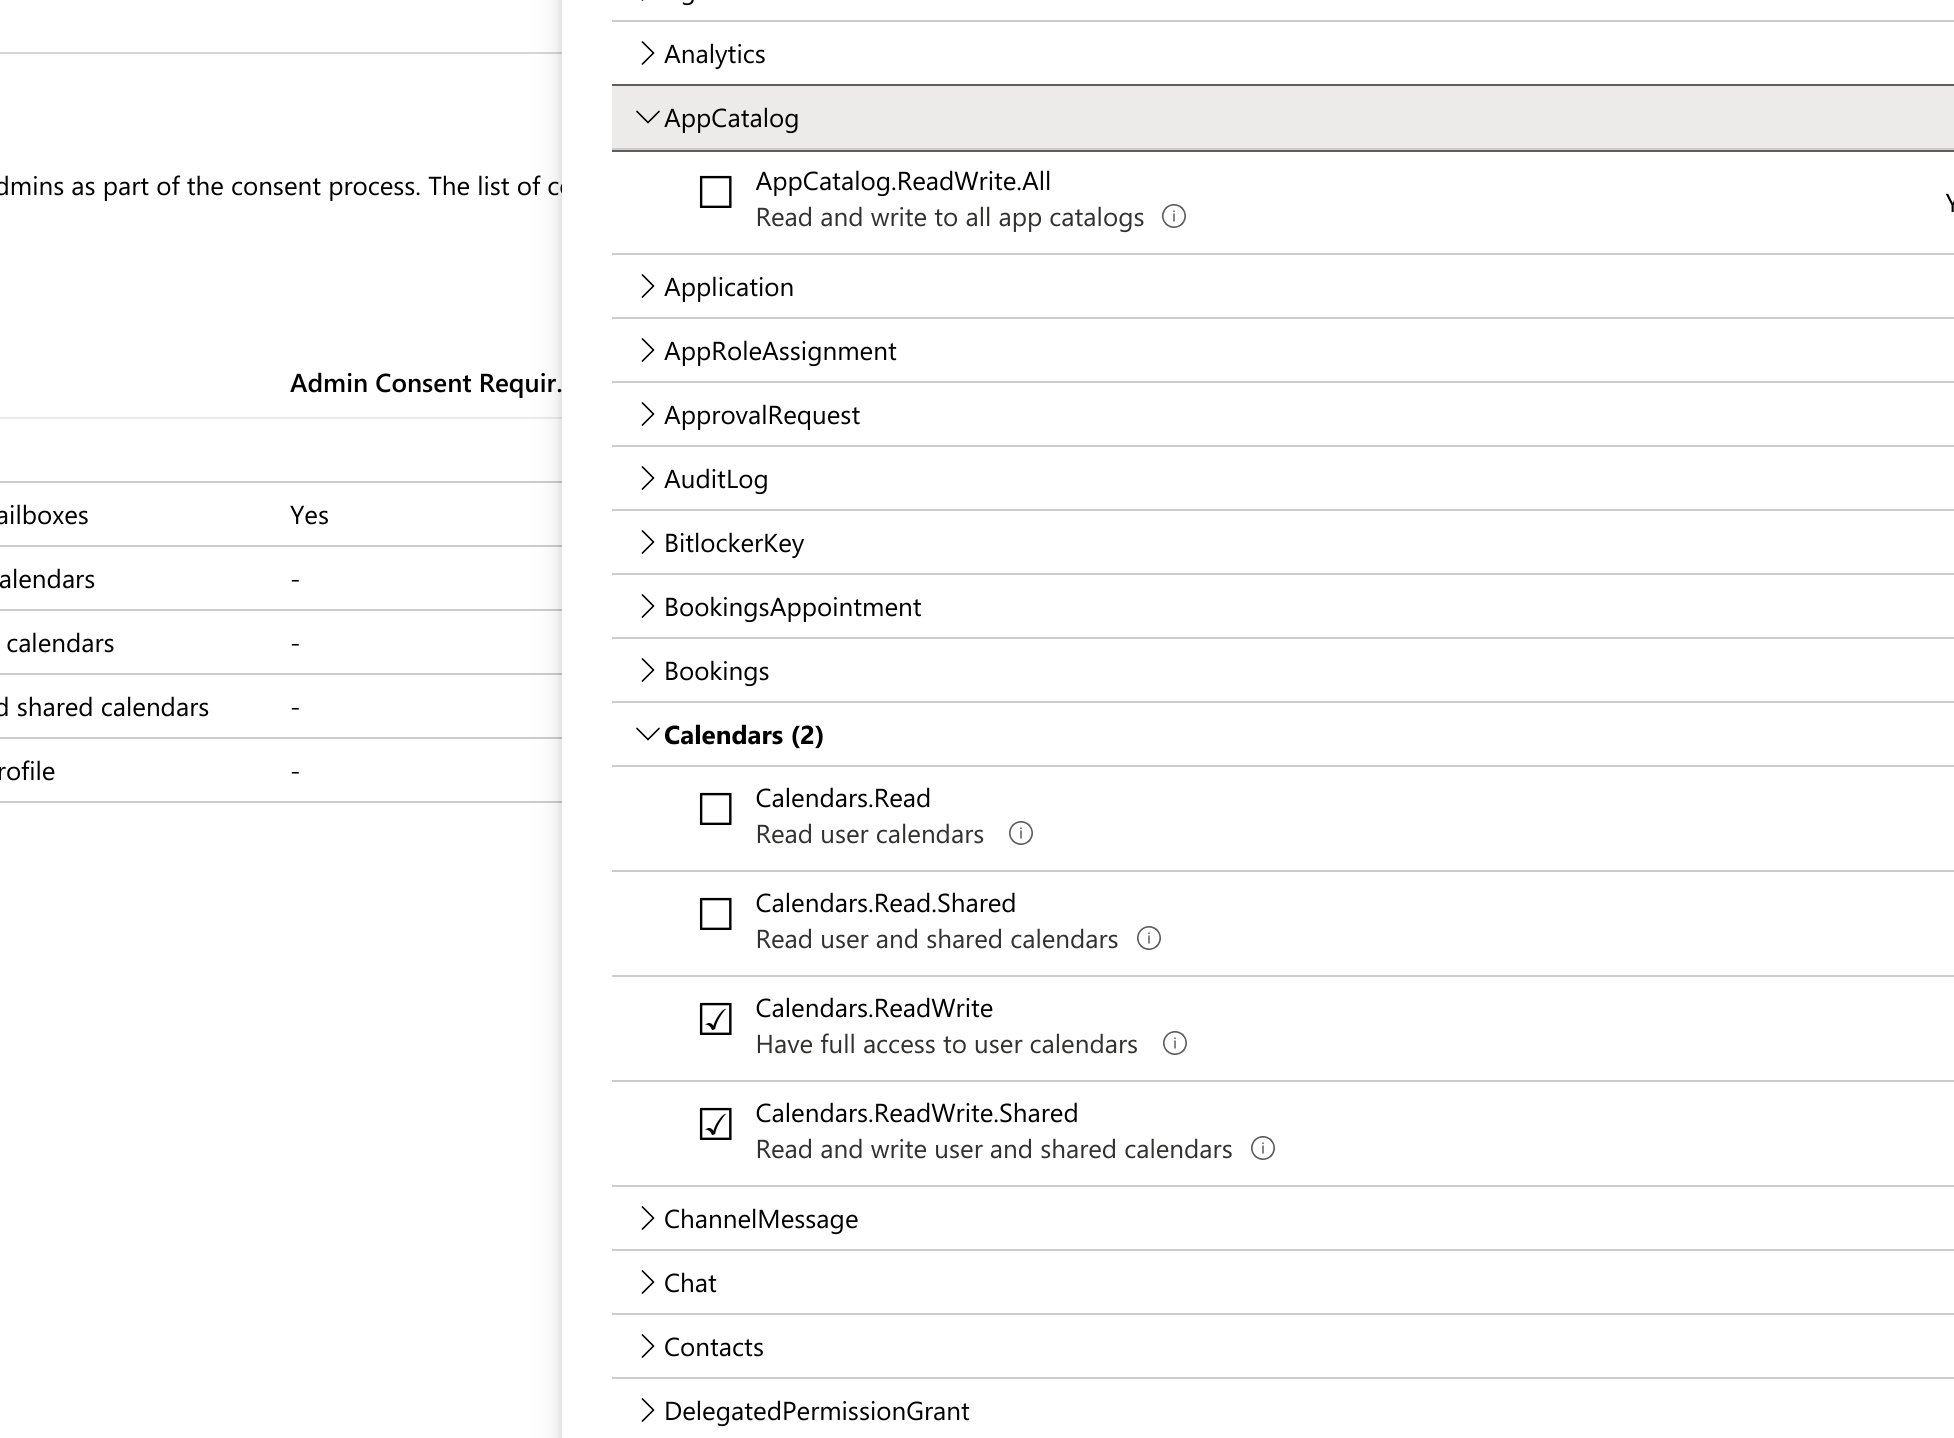 dmins as part of the consent process. The list of
Admin Consent Requir.
ailboxes Yes
alendars -
calendars -
d shared calendars -
rofile -
Analytics
AppCatalog
AppCatalog.ReadWrite.All
Read and write to all app catalogs
Application
AppRoleAssignment
ApprovalRequest
AuditLog
BitlockerKey
BookingsAppointment
Bookings
Calendars (2)
Calendars.Read
Read user calendars
Calendars.Read.Shared
Read user and shared calendars
Calendars.ReadWrite
Have full access to user calendars
Calendars.ReadWrite.Shared
Read and write user and shared calendars
ChannelMessage
Chat
Contacts
DelegatedPermissionGrant